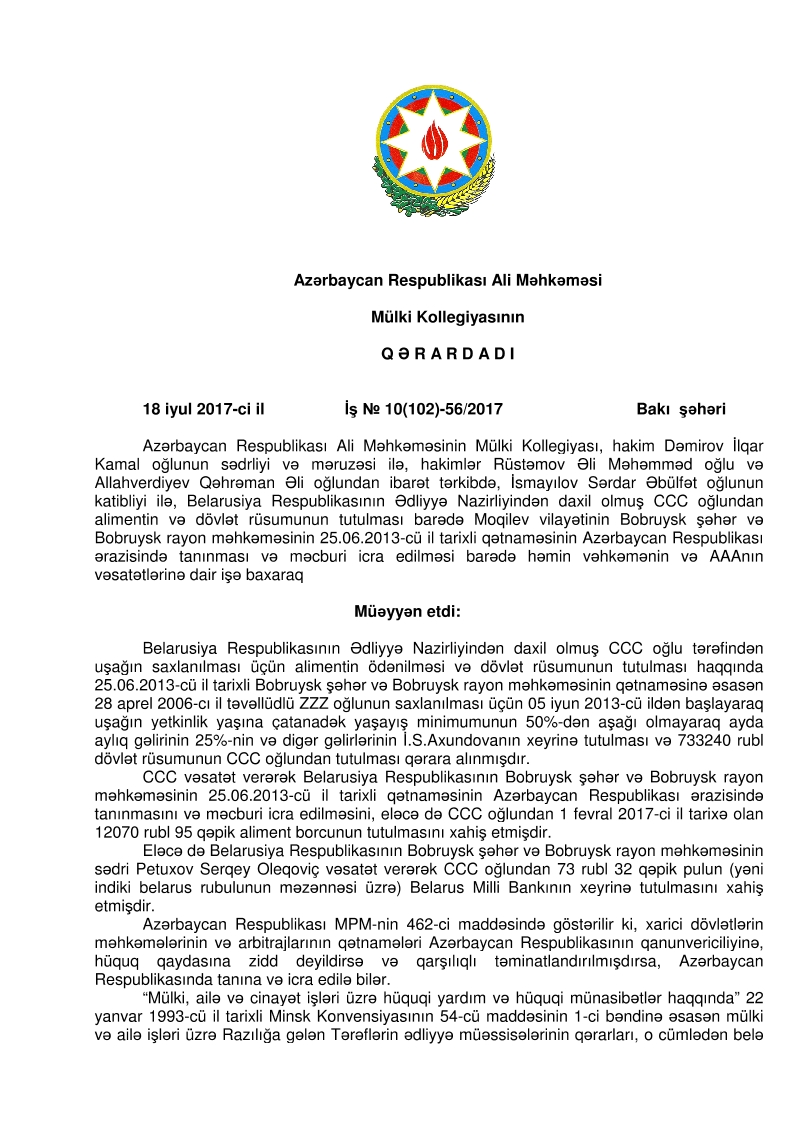 Azərbaycan Respublikası Ali Məhkəməsi
Mülki Kollegiyasının
Q Ə R A R D A D I
18 iyul 2017-ci il İş № 10(102)-56/2017 Bakı şəhəri
Azərbaycan Respublikası Ali Məhkəməsinin Mülki Kollegiyası, hakim Dəmirov İlqar
Kamal oğlunun sədrliyi və məruzəsi ilə, hakimlər Rüstəmov Əli Məhəmməd oğlu və
Allahverdiyev Qəhrəman Əli oğlundan ibarət tərkibdə, İsmayılov Sərdar Əbülfət oğlunun
katibliyi ilə, Belarusiya Respublikasının Ədliyyə Nazirliyindən daxil olmuş CCC oğlundan
alimentin və dövlət rüsumunun tutulması barədə Moqilev vilayətinin Bobruysk şəhər və
Bobruysk rayon məhkəməsinin 25.06.2013-cü il tarixli qətnaməsinin Azərbaycan Respublikası
ərazisində tanınması və məcburi icra edilməsi barədə həmin vəhkəmənin və AAAnın
vəsatətlərinə dair işə baxaraq
Müəyyən etdi:
Belarusiya Respublikasının Ədliyyə Nazirliyindən daxil olmuş CCC oğlu tərəfindən
uşağın saxlanılması üçün alimentin ödənilməsi və dövlət rüsumunun tutulması haqqında
25.06.2013-cü il tarixli Bobruysk şəhər və Bobruysk rayon məhkəməsinin qətnaməsinə əsasən
28 aprel 2006-cı il təvəllüdlü ZZZ oğlunun saxlanılması üçün 05 iyun 2013-cü ildən başlayaraq
uşağın yetkinlik yaşına çatanadək yaşayış minimumunun 50%-dən aşağı olmayaraq ayda
aylıq gəlirinin 25%-nin və digər gəlirlərinin İ.S.Axundovanın xeyrinə tutulması və 733240 rubl
dövlət rüsumunun CCC oğlundan tutulması qərara alınmışdır.
CCC vəsatət verərək Belarusiya Respublikasının Bobruysk şəhər və Bobruysk rayon
məhkəməsinin 25.06.2013-cü il tarixli qətnaməsinin Azərbaycan Respublikası ərazisində
tanınmasını və məcburi icra edilməsini, eləcə də CCC oğlundan 1 fevral 2017-ci il tarixə olan
12070 rubl 95 qəpik aliment borcunun tutulmasını xahiş etmişdir.
Eləcə də Belarusiya Respublikasının Bobruysk şəhər və Bobruysk rayon məhkəməsinin
sədri Petuxov Serqey Oleqoviç vəsatət verərək CCC oğlundan 73 rubl 32 qəpik pulun (yəni
indiki belarus rubulunun məzənnəsi üzrə) Belarus Milli Bankının xeyrinə tutulmasını xahiş
etmişdir.
Azərbaycan Respublikası MPM-nin 462-ci maddəsində göstərilir ki, xarici dövlətlərin
məhkəmələrinin və arbitrajlarının qətnamələri Azərbaycan Respublikasının qanunvericiliyinə,
hüquq qaydasına zidd deyildirsə və qarşılıqlı təminatlandırılmışdırsa, Azərbaycan
Respublikasında tanına və icra edilə bilər.
“Mülki, ailə və cinayət işləri üzrə hüquqi yardım və hüquqi münasibətlər haqqında” 22
yanvar 1993-cü il tarixli Minsk Konvensiyasının 54-cü maddəsinin 1-ci bəndinə əsasən mülki
və ailə işləri üzrə Razılığa gələn Tərəflərin ədliyyə müəssisələrinin qərarları, o cümlədən belə